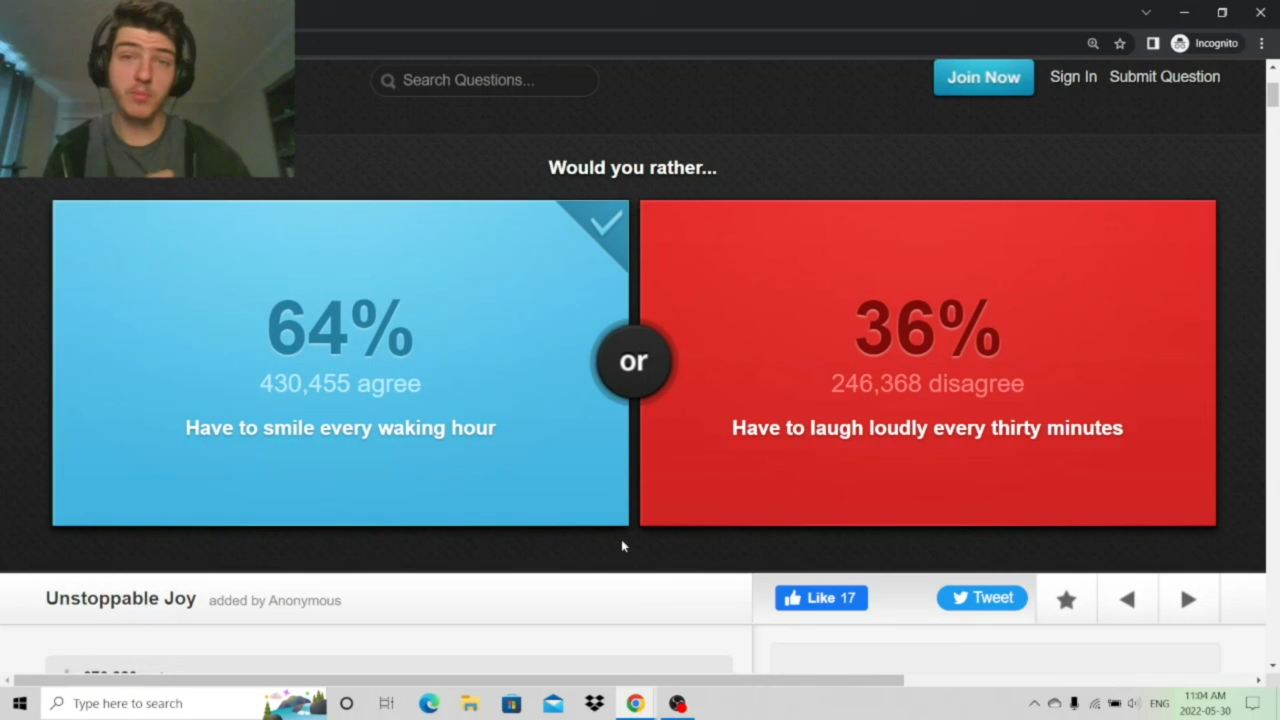 Incognito
Search Questions...
Join Now
Sign In
Submit Question
Would you rather...
64%
430,455 agree
Have to smile every waking hour
or
36%
246,368 disagree
Have to laugh loudly every thirty minutes
Unstoppable Joy
added by Anonymous
Like 17
Tweet
Type here to search
ENG
11:04 AM
2022-05-30